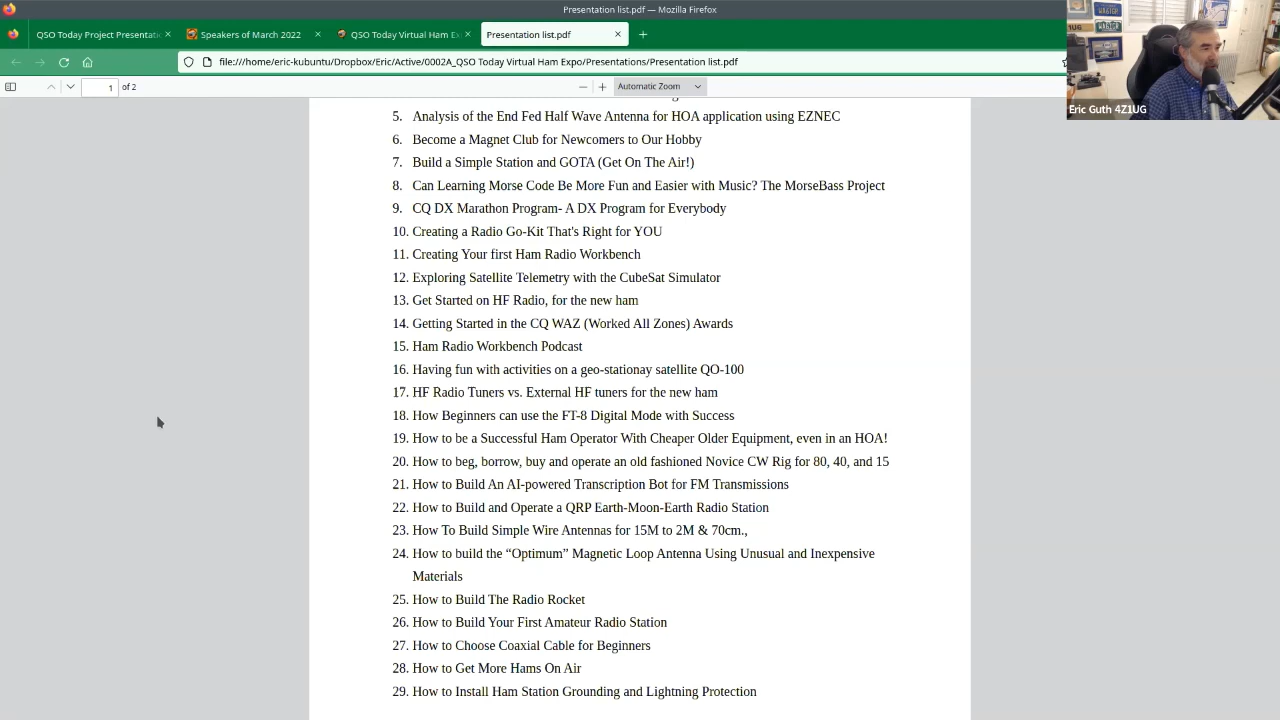 Presentation list.pdf — Mozilla Firefox
QSO Today Project Presentatic
Speakers of March 2022
QSO Today Virtual Ham Ex
Presentation list.pdf
file:///home/eric-kubuntu/Dropbox/Eric/Active/0002A_QSO Today Virtual Ham Expo/Presentations/Presentation list.pdf
1 of 2
Automatic Zoom
Eric Guth 4Z1UG
5. Analysis of the End Fed Half Wave Antenna for HOA application using EZNEC
6. Become a Magnet Club for Newcomers to Our Hobby
7. Build a Simple Station and GOTA (Get On The Air!)
8. Can Learning Morse Code Be More Fun and Easier with Music? The MorseBass Project
9. CQ DX Marathon Program- A DX Program for Everybody
10. Creating a Radio Go-Kit That's Right for YOU
11. Creating Your first Ham Radio Workbench
12. Exploring Satellite Telemetry with the CubeSat Simulator
13. Get Started on HF Radio, for the new ham
14. Getting Started in the CQ WAZ (Worked All Zones) Awards
15. Ham Radio Workbench Podcast
16. Having fun with activities on a geo-stationay satellite QO-100
17. HF Radio Tuners vs. External HF tuners for the new ham
18. How Beginners can use the FT-8 Digital Mode with Success
19. How to be a Successful Ham Operator With Cheaper Older Equipment, even in an HOA!
20. How to beg, borrow, buy and operate an old fashioned Novice CW Rig for 80, 40, and 15
21. How to Build An AI-powered Transcription Bot for FM Transmissions
22. How to Build and Operate a QRP Earth-Moon-Earth Radio Station
23. How To Build Simple Wire Antennas for 15M to 2M & 70cm.,
24. How to build the “Optimum” Magnetic Loop Antenna Using Unusual and Inexpensive
Materials
25. How to Build The Radio Rocket
26. How to Build Your First Amateur Radio Station
27. How to Choose Coaxial Cable for Beginners
28. How to Get More Hams On Air
29. How to Install Ham Station Grounding and Lightning Protection